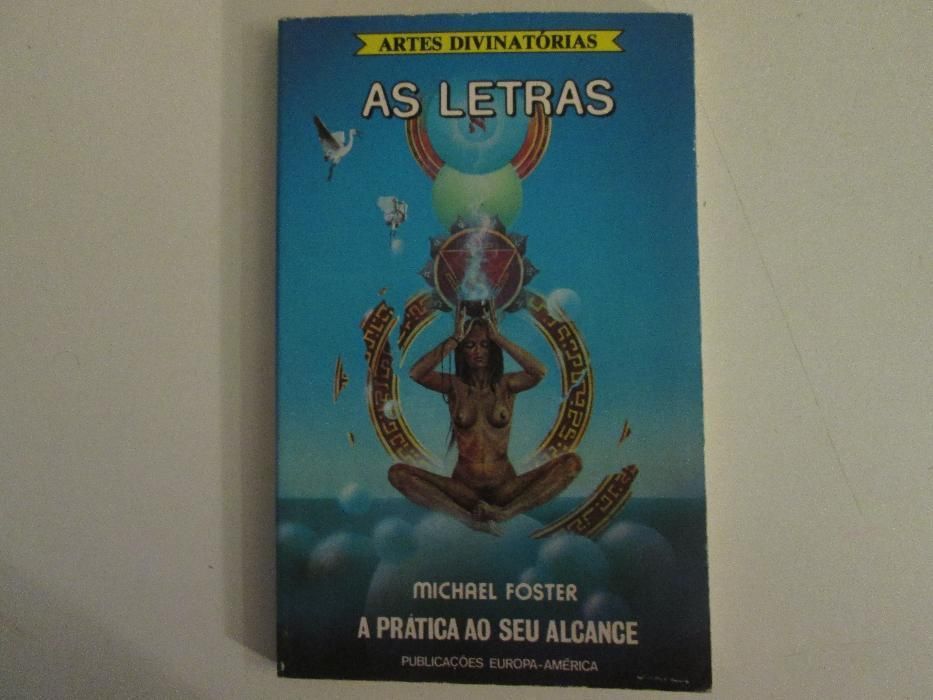 ARTES DIVINATÓRIAS
AS LETRAS
MICHAEL FOSTER
A PRÁTICA AO SEU ALCANCE
PUBLICAÇÕES EUROPA-AMÉRICA